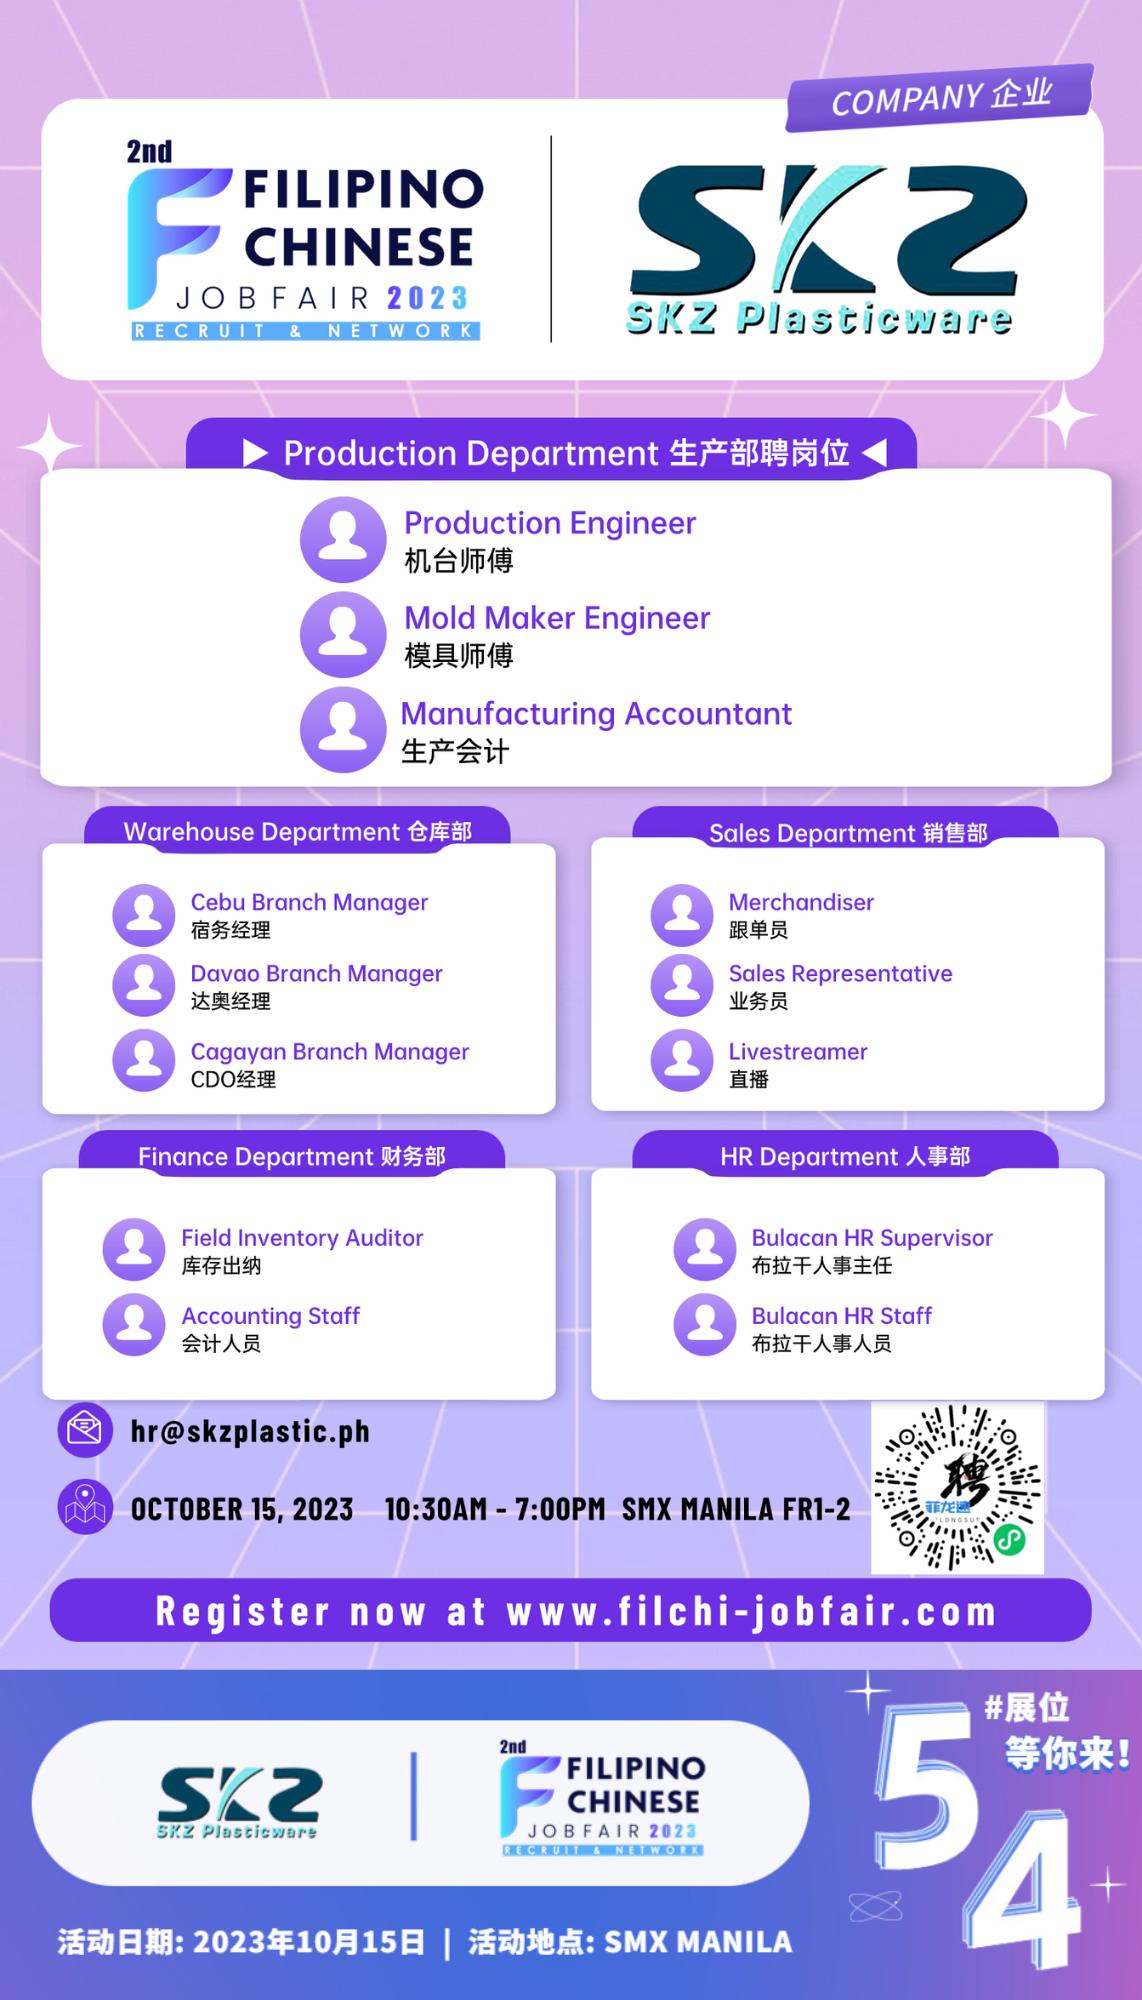 COMPANY 企业
2nd
FILIPINO
CHINESE
JOBFAIR 2023
RECRUIT & NETWORK
SKZ
SKZ Plasticware
Production Department 生产部聘岗位
Production Engineer
机台师傅
Mold Maker Engineer
模具师傅
Manufacturing Accountant
生产会计
Warehouse Department 仓库部
Cebu Branch Manager
宿务经理
Davao Branch Manager
达奥经理
Cagayan Branch Manager
CDO经理
Sales Department 销售部
Merchandiser
跟单员
Sales Representative
业务员
Livestreamer
直播
Finance Department 财务部
Field Inventory Auditor
库存出纳
Accounting Staff
会计人员
HR Department 人事部
Bulacan HR Supervisor
布拉干人事主任
Bulacan HR Staff
布拉干人事人员
hr@skzplastic.ph
OCTOBER 15, 2023 10:30AM - 7:00PM SMX MANILA FR1-2
聘
菲龙速
Register now at www.filchi-jobfair.com
SKZ
SKZ Plasticware
2nd
FILIPINO
CHINESE
JOBFAIR 2023
RECRUIT & NETWORK
#展位
等你来!
54
活动日期: 2023年10月15日 | 活动地点: SMX MANILA